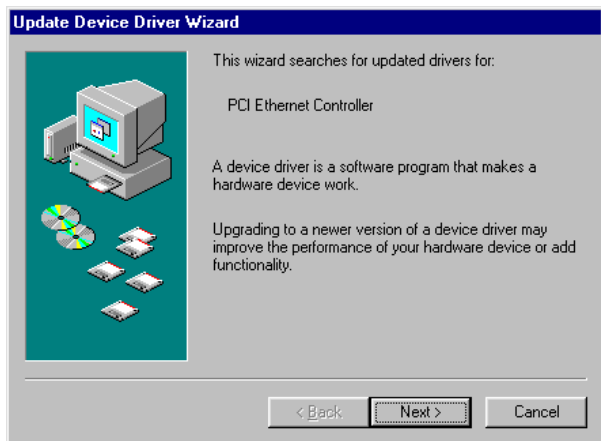 Update Device Driver Wizard
This wizard searches for updated drivers for:
PCI Ethernet Controller
A device driver is a software program that makes a
hardware device work.
Upgrading to a newer version of a device driver may
improve the performance of your hardware device or add
functionality.
< Back
Next >
Cancel